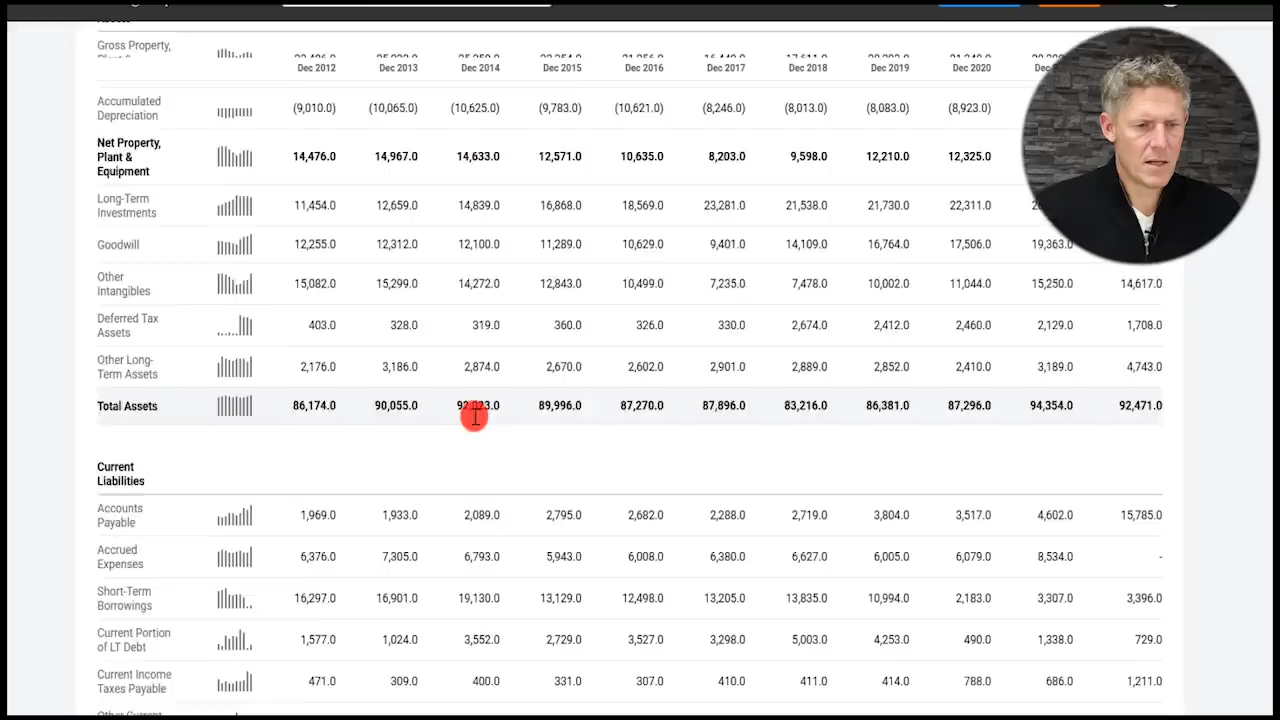 Gross Property,
Dec 2012 Dec 2013 Dec 2014 Dec 2015 Dec 2016 Dec 2017 Dec 2018 Dec 2019 Dec 2020
Accumulated
Depreciation (9,010.0) (10,065.0) (10,625.0) (9,783.0) (10,621.0) (8,246.0) (8,013.0) (8,083.0) (8,923.0)
Net Property,
Plant &
Equipment 14,476.0 14,967.0 14,633.0 12,571.0 10,635.0 8,203.0 9,598.0 12,210.0 12,325.0
Long-Term
Investments 11,454.0 12,659.0 14,839.0 16,868.0 18,569.0 23,281.0 21,538.0 21,730.0 22,311.0
Goodwill 12,255.0 12,312.0 12,100.0 11,289.0 10,629.0 9,401.0 14,109.0 16,764.0 17,506.0 19,363.0
Other
Intangibles 15,082.0 15,299.0 14,272.0 12,843.0 10,499.0 7,235.0 7,478.0 10,002.0 11,044.0 15,250.0 14,617.0
Deferred Tax
Assets 403.0 328.0 319.0 360.0 326.0 330.0 2,674.0 2,412.0 2,460.0 2,129.0 1,708.0
Other Long-
Term Assets 2,176.0 3,186.0 2,874.0 2,670.0 2,602.0 2,901.0 2,889.0 2,852.0 2,410.0 3,189.0 4,743.0
Total Assets 86,174.0 90,055.0 89,996.0 87,270.0 87,896.0 83,216.0 86,381.0 87,296.0 94,354.0 92,471.0
Current
Liabilities
Accounts
Payable 1,969.0 1,933.0 2,089.0 2,795.0 2,682.0 2,288.0 2,719.0 3,804.0 3,517.0 4,602.0 15,785.0
Accrued
Expenses 6,376.0 7,305.0 6,793.0 5,943.0 6,008.0 6,380.0 6,627.0 6,005.0 6,079.0 8,534.0 -
Short-Term
Borrowings 16,297.0 16,901.0 19,130.0 13,129.0 12,498.0 13,205.0 13,835.0 10,994.0 2,183.0 3,307.0 3,396.0
Current Portion
of LT Debt 1,577.0 1,024.0 3,552.0 2,729.0 3,527.0 3,298.0 5,003.0 4,253.0 490.0 1,338.0 729.0
Current Income
Taxes Payable 471.0 309.0 400.0 331.0 307.0 410.0 411.0 414.0 788.0 686.0 1,211.0